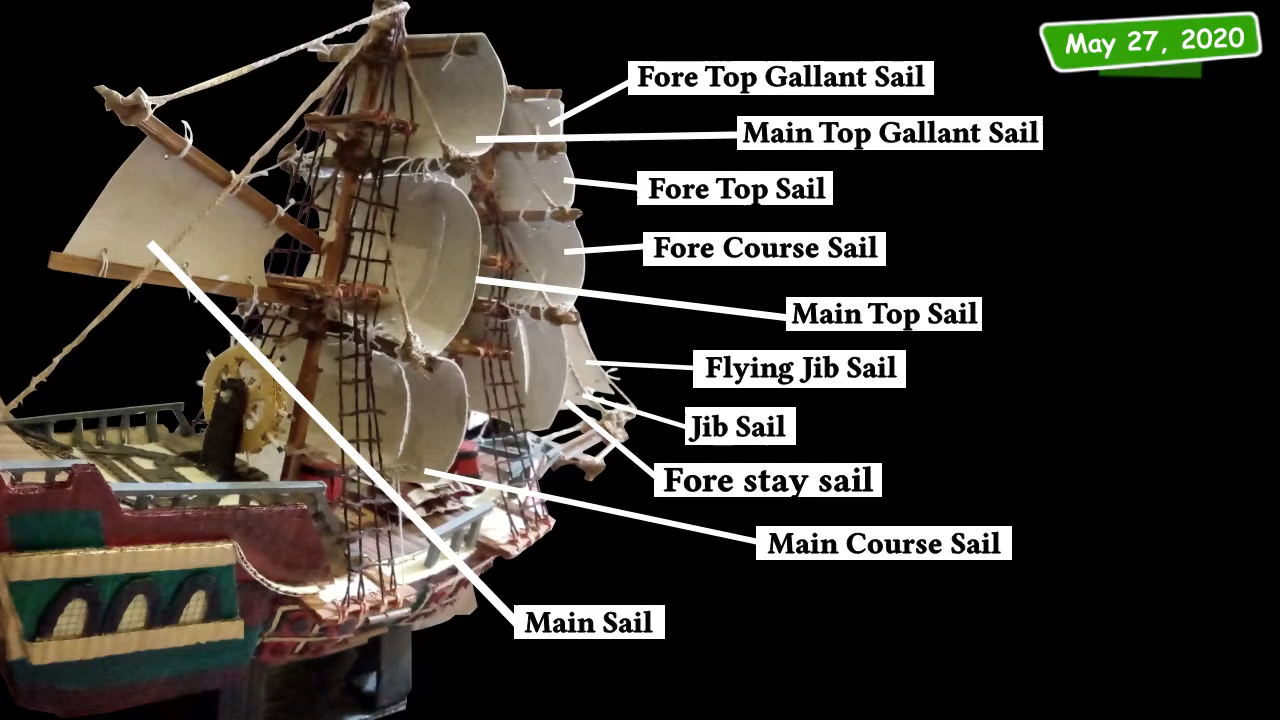 May 27, 2020
Fore Top Gallant Sail
Main Top Gallant Sail
Fore Top Sail
Fore Course Sail
Main Top Sail
Flying Jib Sail
Jib Sail
Fore stay sail
Main Course Sail
Main Sail